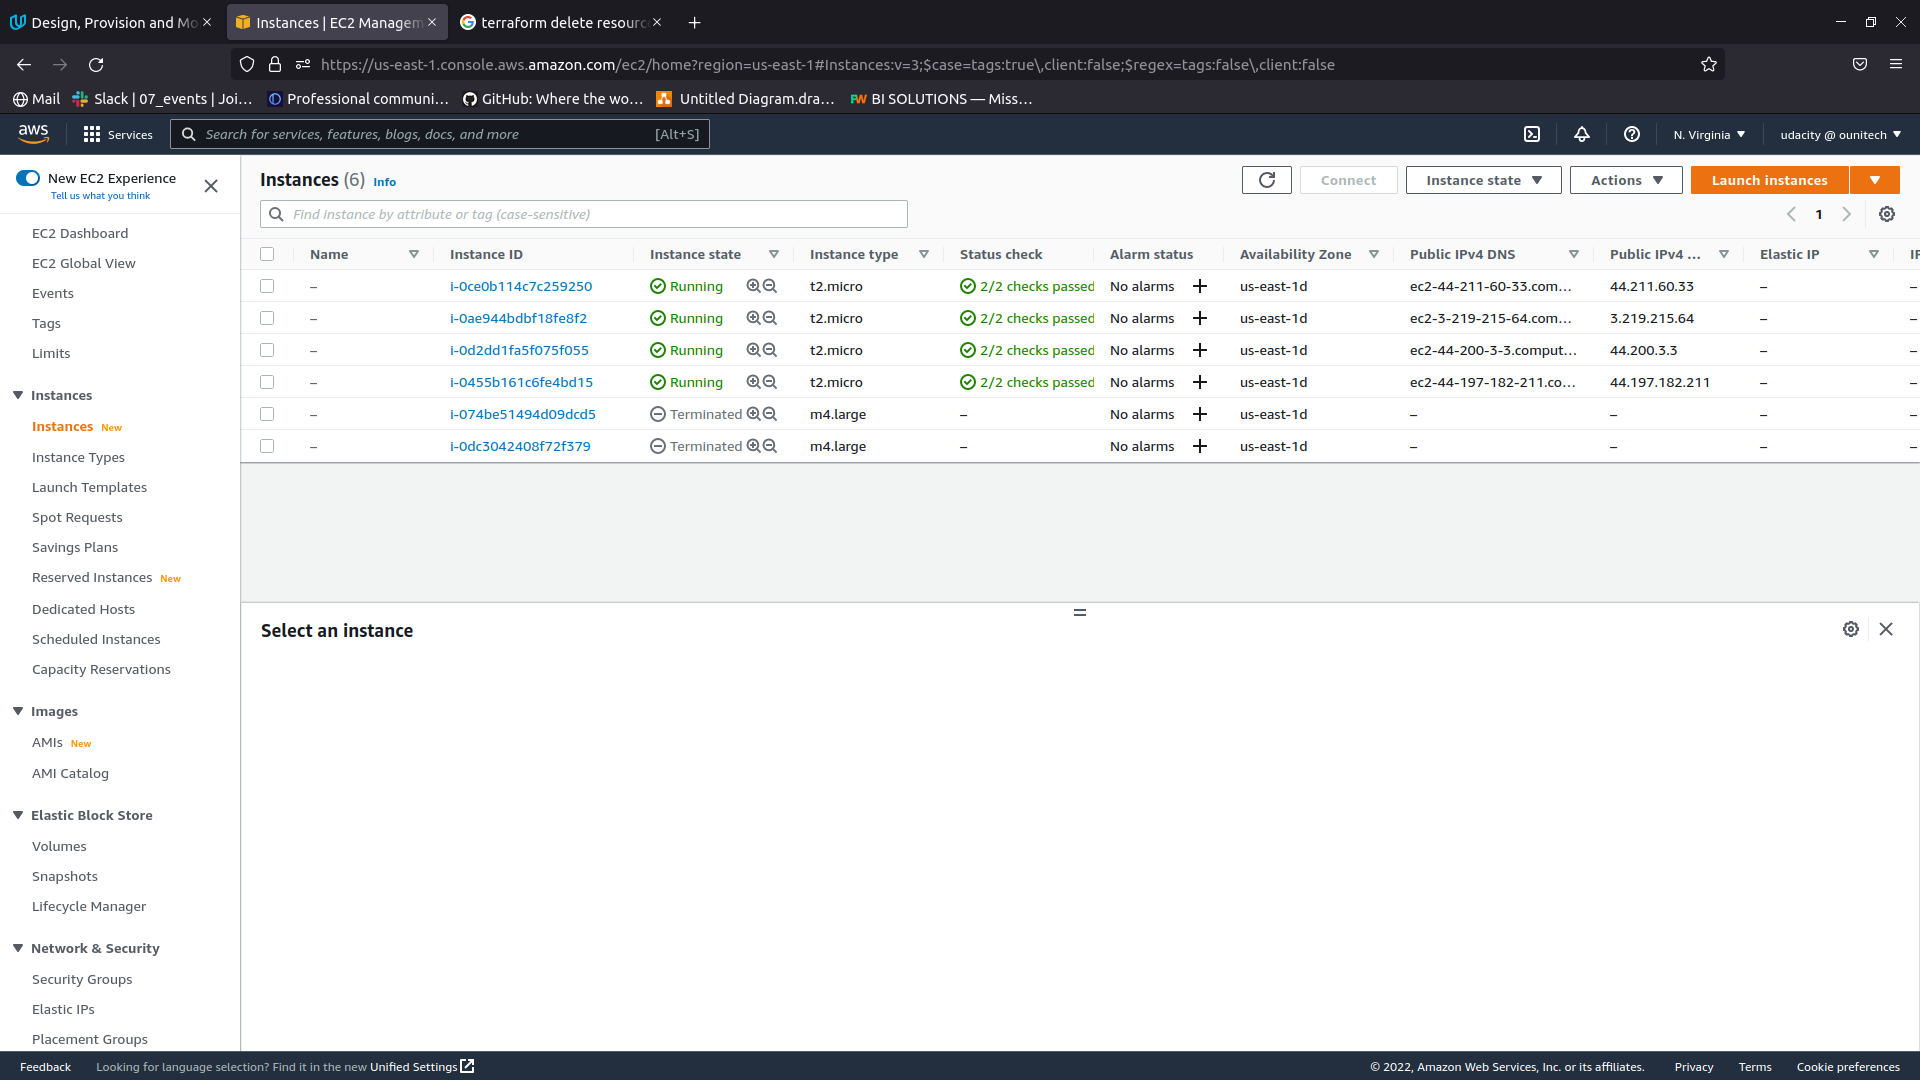 Design, Provision and Mo
Instances | EC2 Managem
terraform delete resourc
https://us-east-1.console.aws.amazon.com/ec2/home?region=us-east-1#Instances:v=3;$case=tags:true\,client:false;$regex=tags:false\,client:false
Mail Slack | 07_events | Joi… Professional communi… GitHub: Where the wo… Untitled Diagram.dra… BI SOLUTIONS — Miss…
aws Services Search for services, features, blogs, docs, and more [Alt+S] N. Virginia udacity @ ounitech
New EC2 Experience
Tell us what you think
EC2 Dashboard
EC2 Global View
Events
Tags
Limits
Instances
Instances New
Instance Types
Launch Templates
Spot Requests
Savings Plans
Reserved Instances New
Dedicated Hosts
Scheduled Instances
Capacity Reservations
Images
AMIs New
AMI Catalog
Elastic Block Store
Volumes
Snapshots
Lifecycle Manager
Network & Security
Security Groups
Elastic IPs
Placement Groups
Instances (6) Info Connect Instance state Actions Launch instances
Find instance by attribute or tag (case-sensitive) 1
Name Instance ID Instance state Instance type Status check Alarm status Availability Zone Public IPv4 DNS Public IPv4 ... Elastic IP IP
– i-0ce0b114c7c259250 Running t2.micro 2/2 checks passed No alarms us-east-1d ec2-44-211-60-33.com… 44.211.60.33 – –
– i-0ae944bdbf18fe8f2 Running t2.micro 2/2 checks passed No alarms us-east-1d ec2-3-219-215-64.com… 3.219.215.64 – –
– i-0d2dd1fa5f075f055 Running t2.micro 2/2 checks passed No alarms us-east-1d ec2-44-200-3-3.comput… 44.200.3.3 – –
– i-0455b161c6fe4bd15 Running t2.micro 2/2 checks passed No alarms us-east-1d ec2-44-197-182-211.co… 44.197.182.211 – –
– i-074be51494d09dcd5 Terminated m4.large – No alarms us-east-1d – – – –
– i-0dc3042408f72f379 Terminated m4.large – No alarms us-east-1d – – – –
Select an instance
Feedback Looking for language selection? Find it in the new Unified Settings © 2022, Amazon Web Services, Inc. or its affiliates. Privacy Terms Cookie preferences